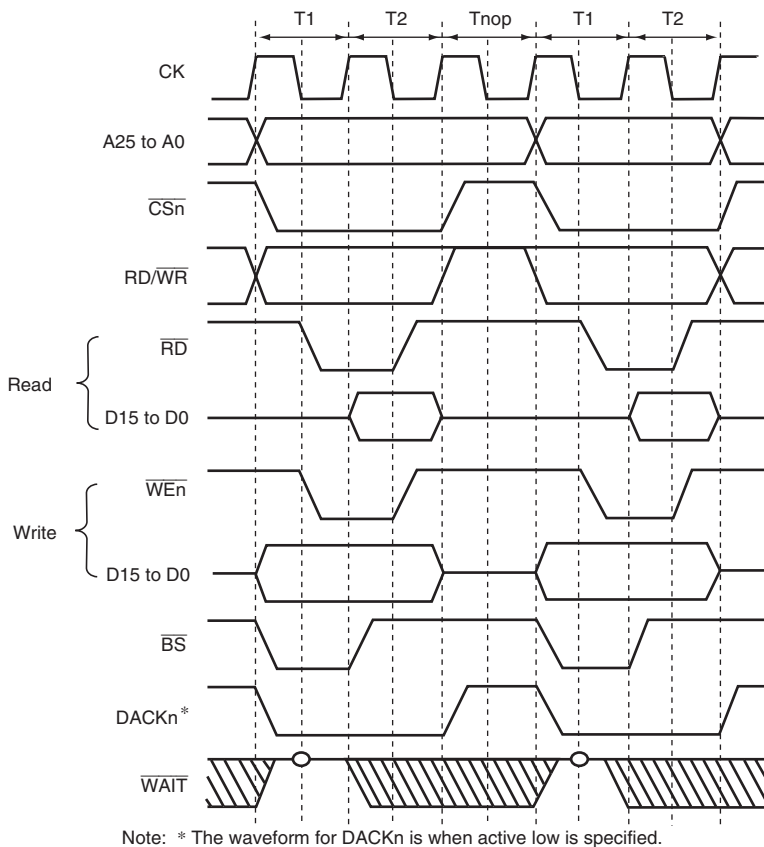 T1 T2 Tnop T1 T2
CK
A25 to A0
CSn
RD/WR
RD
Read
D15 to D0
WEn
Write
D15 to D0
BS
DACKn*
WAIT
Note: * The waveform for DACKn is when active low is specified.